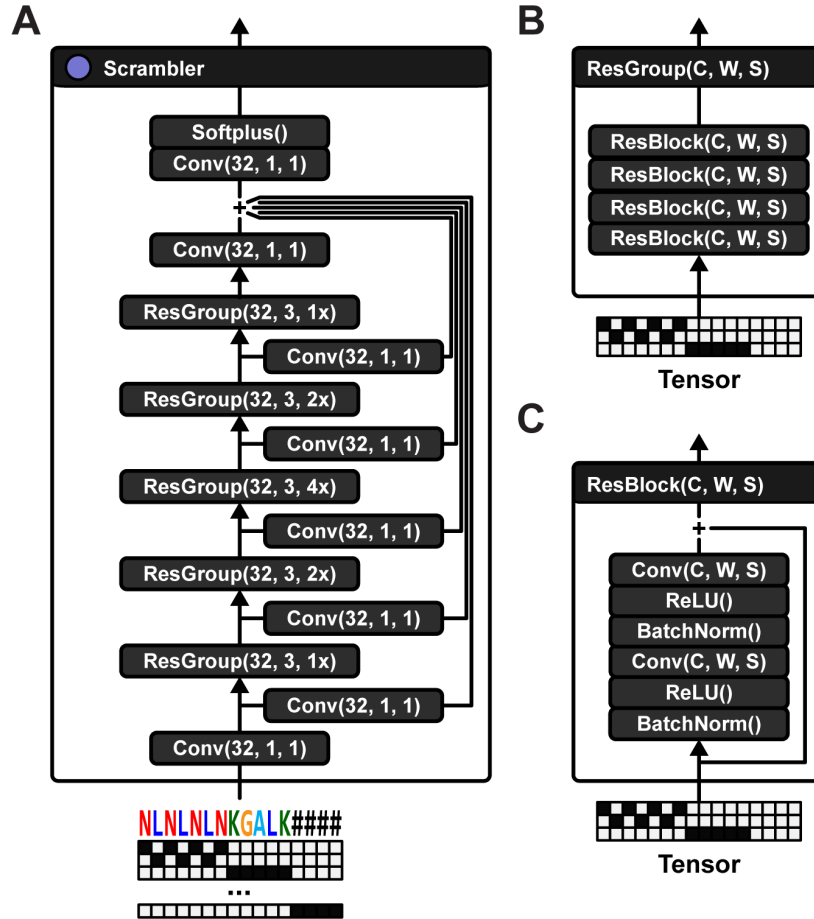 A
Scrambler
Softplus()
Conv(32, 1, 1)
+
Conv(32, 1, 1)
ResGroup(32, 3, 1x)
Conv(32, 1, 1)
ResGroup(32, 3, 2x)
Conv(32, 1, 1)
ResGroup(32, 3, 4x)
Conv(32, 1, 1)
ResGroup(32, 3, 2x)
Conv(32, 1, 1)
ResGroup(32, 3, 1x)
Conv(32, 1, 1)
Conv(32, 1, 1)
NLNLNLNKGALK####
...
B
ResGroup(C, W, S)
ResBlock(C, W, S)
ResBlock(C, W, S)
ResBlock(C, W, S)
ResBlock(C, W, S)
Tensor
C
ResBlock(C, W, S)
+
Conv(C, W, S)
ReLU()
BatchNorm()
Conv(C, W, S)
ReLU()
BatchNorm()
Tensor